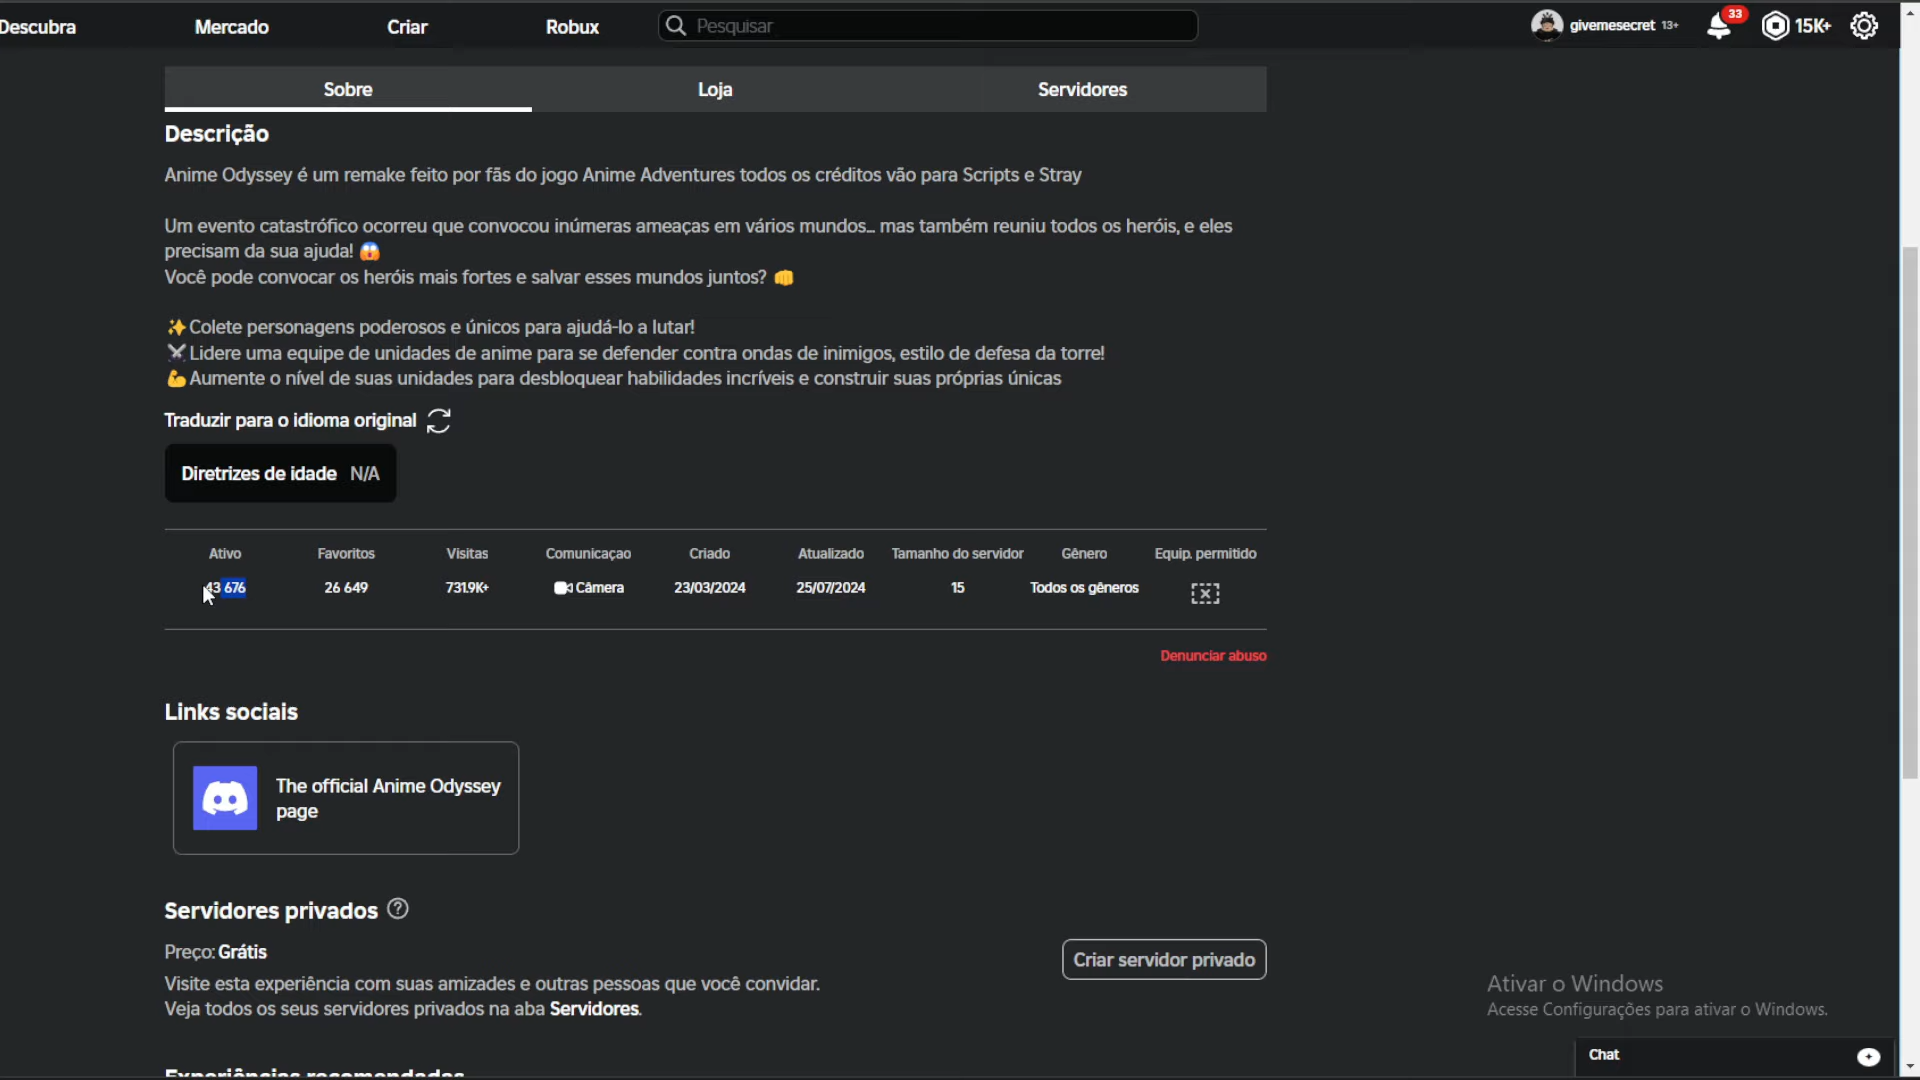 Descubra
Mercado
Criar
Robux
Pesquisar
givemesecret 13+
33
15K+
Sobre
Loja
Servidores
Descrição
Anime Odyssey é um remake feito por fãs do jogo Anime Adventures todos os créditos vão para Scripts e Stray
Um evento catastrófico ocorreu que convocou inúmeras ameaças em vários mundos... mas também reuniu todos os heróis, e eles
precisam da sua ajuda! 😱
Você pode convocar os heróis mais fortes e salvar esses mundos juntos? 👊
✨Colete personagens poderosos e únicos para ajudá-lo a lutar!
⚔️Lidere uma equipe de unidades de anime para se defender contra ondas de inimigos, estilo de defesa da torre!
💪Aumente o nível de suas unidades para desbloquear habilidades incríveis e construir suas próprias únicas
Traduzir para o idioma original
Diretrizes de idade N/A
Ativo Favoritos Visitas Comunicaçao Criado Atualizado Tamanho do servidor Gênero Equip. permitido
43 676 26 649 731.9K+ Câmera 23/03/2024 25/07/2024 15 Todos os gêneros
Denunciar abuso
Links sociais
The official Anime Odyssey
page
Servidores privados
Preço: Grátis
Visite esta experiência com suas amizades e outras pessoas que você convidar.
Veja todos os seus servidores privados na aba Servidores.
Criar servidor privado
Ativar o Windows
Acesse Configurações para ativar o Windows.
Chat
Experiências recomendadas